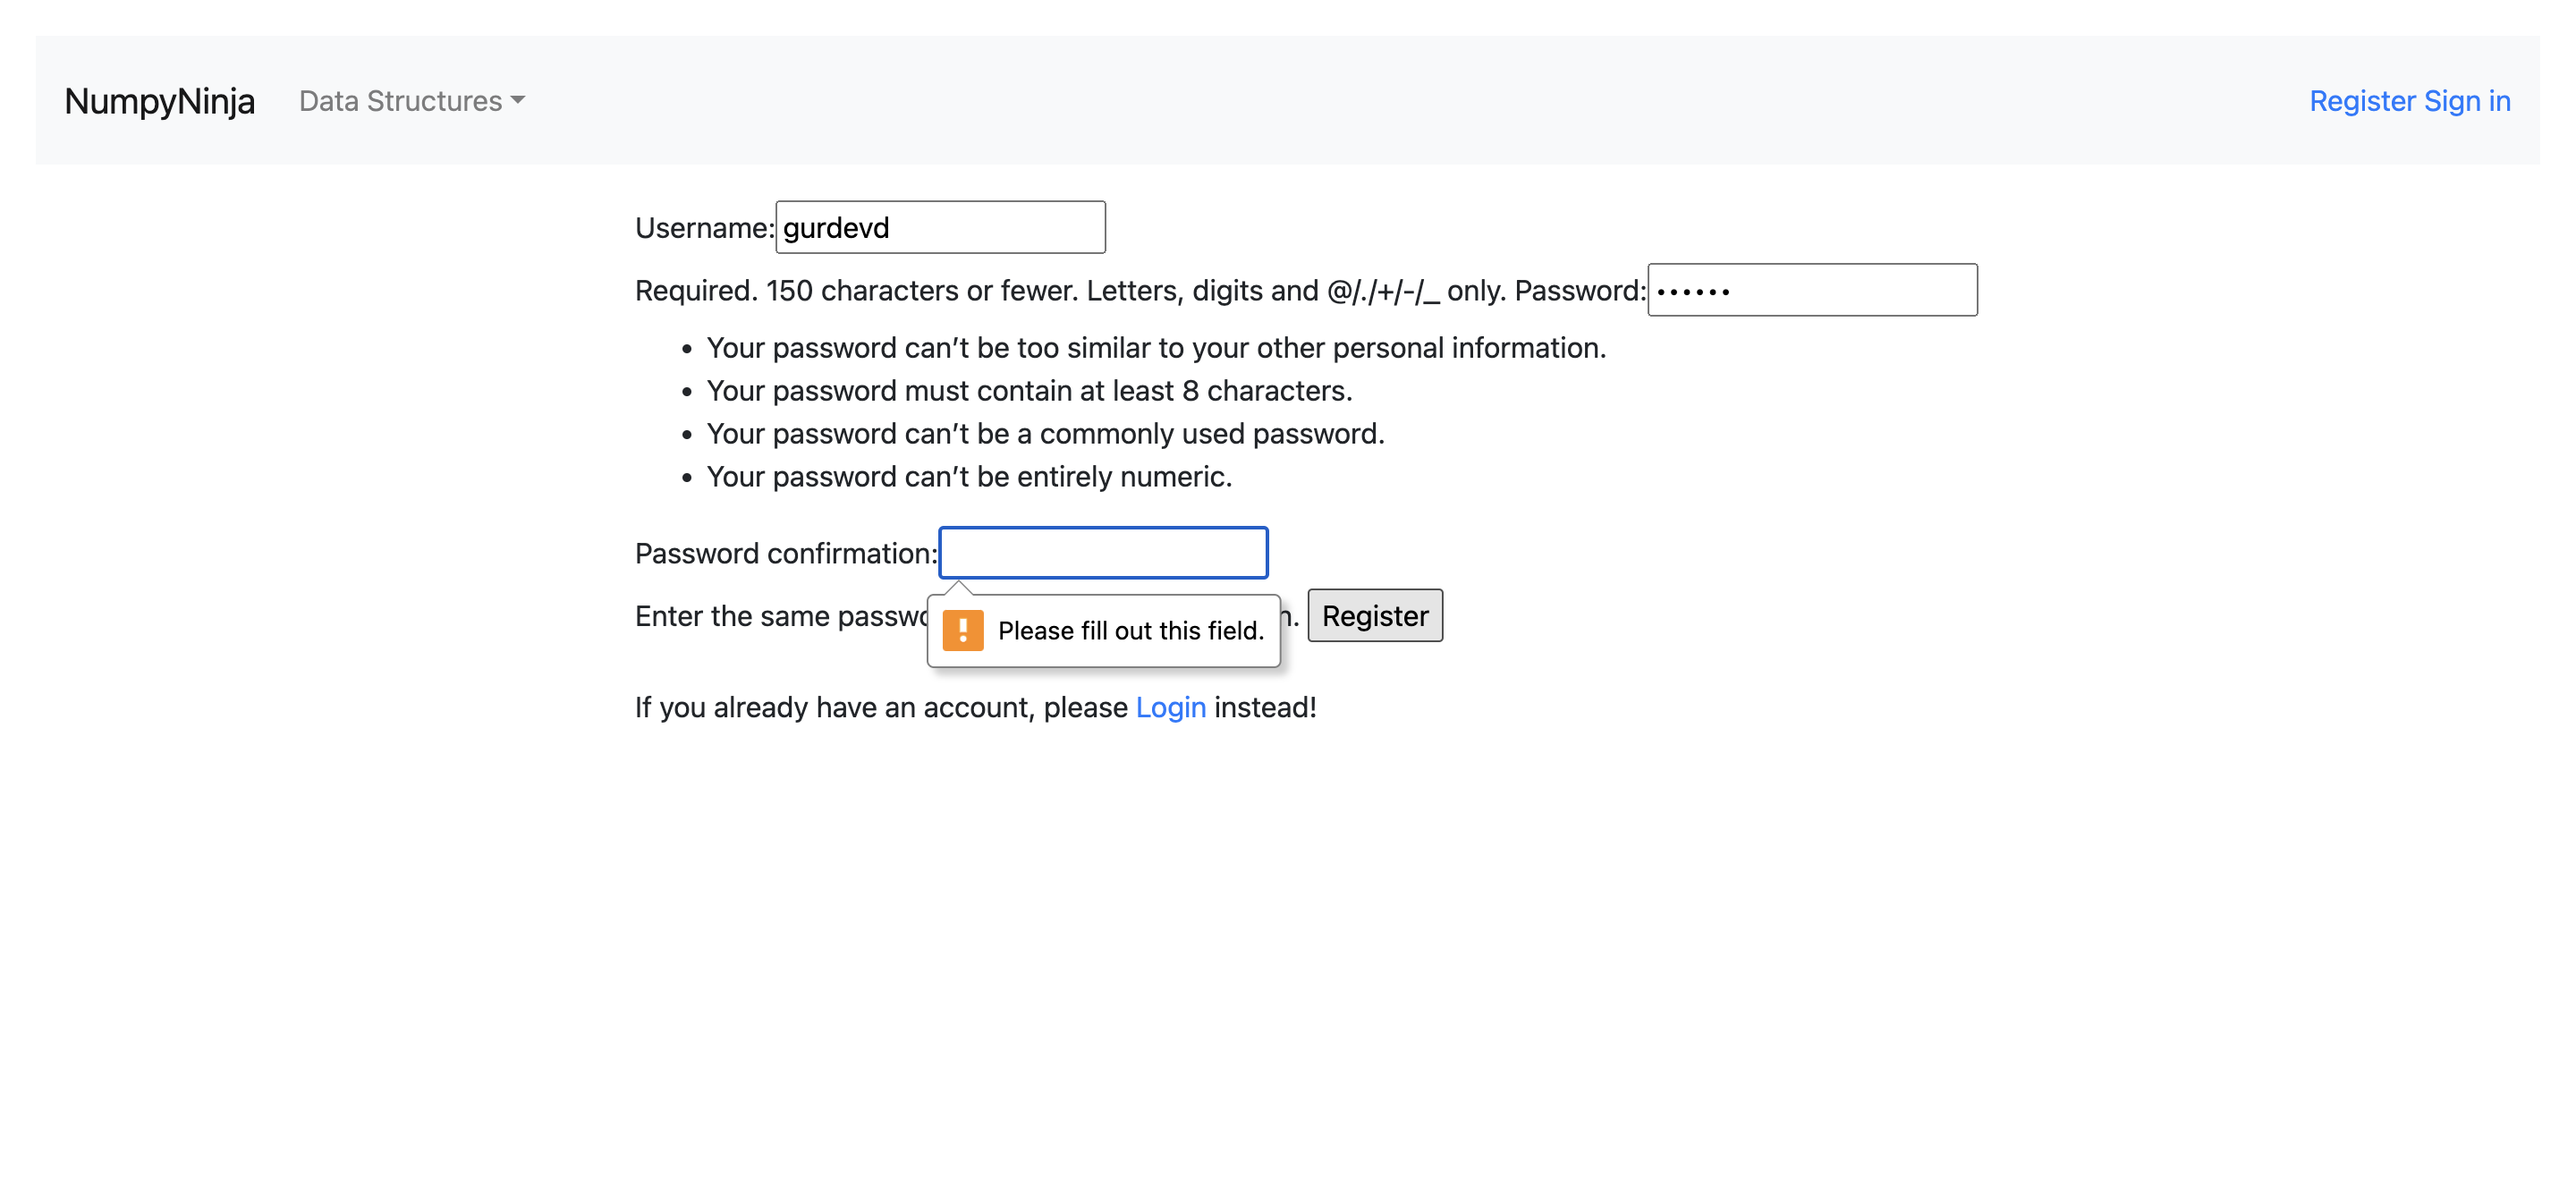 NumpyNinja Data Structures Register Sign in
Username: gurdevd
Required. 150 characters or fewer. Letters, digits and @/./+/-/_ only. Password: ••••••
• Your password can’t be too similar to your other personal information.
• Your password must contain at least 8 characters.
• Your password can’t be a commonly used password.
• Your password can’t be entirely numeric.
Password confirmation:
Enter the same Register
! Please fill out this field.
If you already have an account, please Login instead!